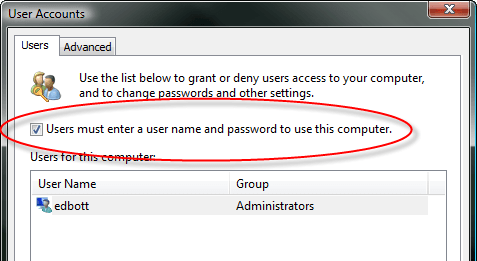 User Accounts
Users Advanced
Use the list below to grant or deny users access to your computer,
and to change passwords and other settings.
Users must enter a user name and password to use this computer.
Users for this computer:
User Name Group
edbott Administrators